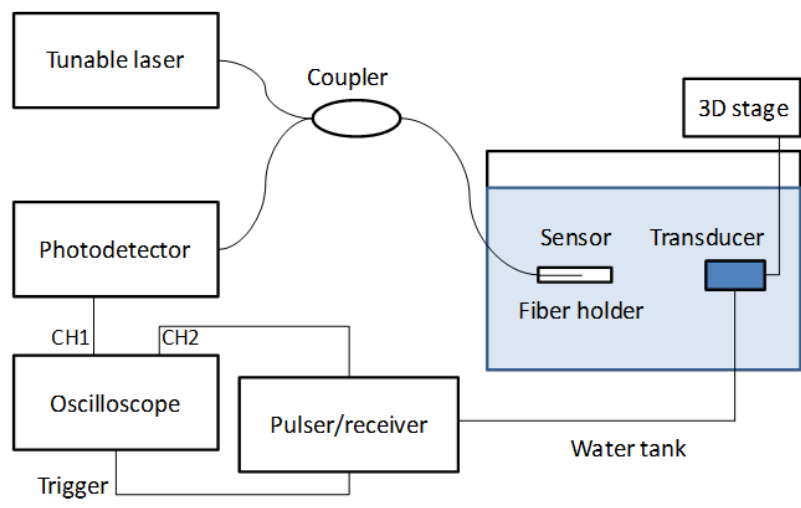 Tunable laser
Coupler
3D stage
Photodetector
Sensor
Transducer
Fiber holder
CH1
CH2
Oscilloscope
Pulser/receiver
Water tank
Trigger